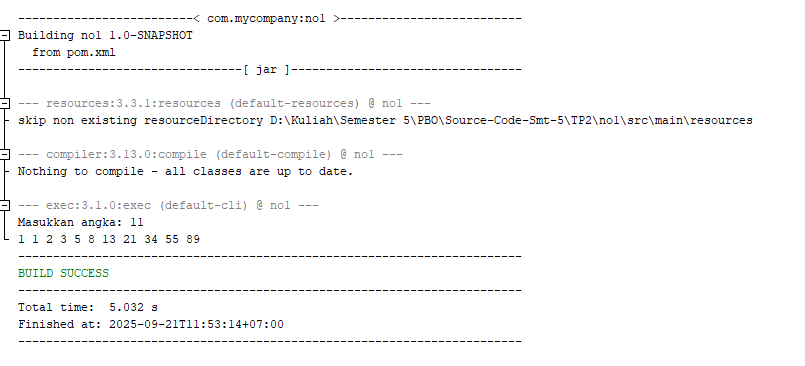 -------------------------< com.mycompany:no1 >--------------------------
Building no1 1.0-SNAPSHOT
  from pom.xml
--------------------------------[ jar ]---------------------------------
--- resources:3.3.1:resources (default-resources) @ no1 ---
skip non existing resourceDirectory D:\Kuliah\Semester 5\PBO\Source-Code-Smt-5\TP2\no1\src\main\resources
--- compiler:3.13.0:compile (default-compile) @ no1 ---
Nothing to compile - all classes are up to date.
--- exec:3.1.0:exec (default-cli) @ no1 ---
Masukkan angka: 11
1 1 2 3 5 8 13 21 34 55 89
------------------------------------------------------------------------
BUILD SUCCESS
------------------------------------------------------------------------
Total time:  5.032 s
Finished at: 2025-09-21T11:53:14+07:00
------------------------------------------------------------------------